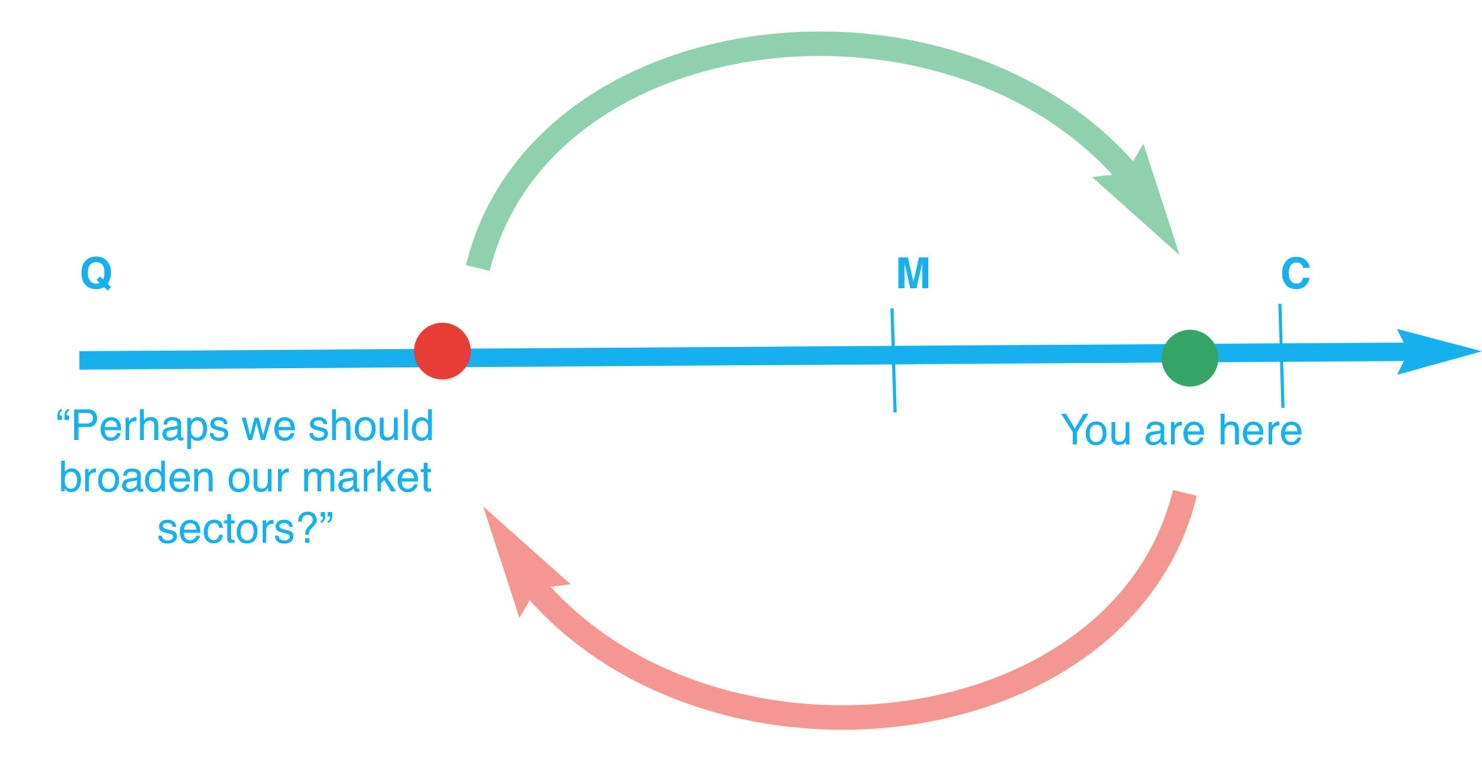 Q
M
C
“Perhaps we should
broaden our market
sectors?”
You are here